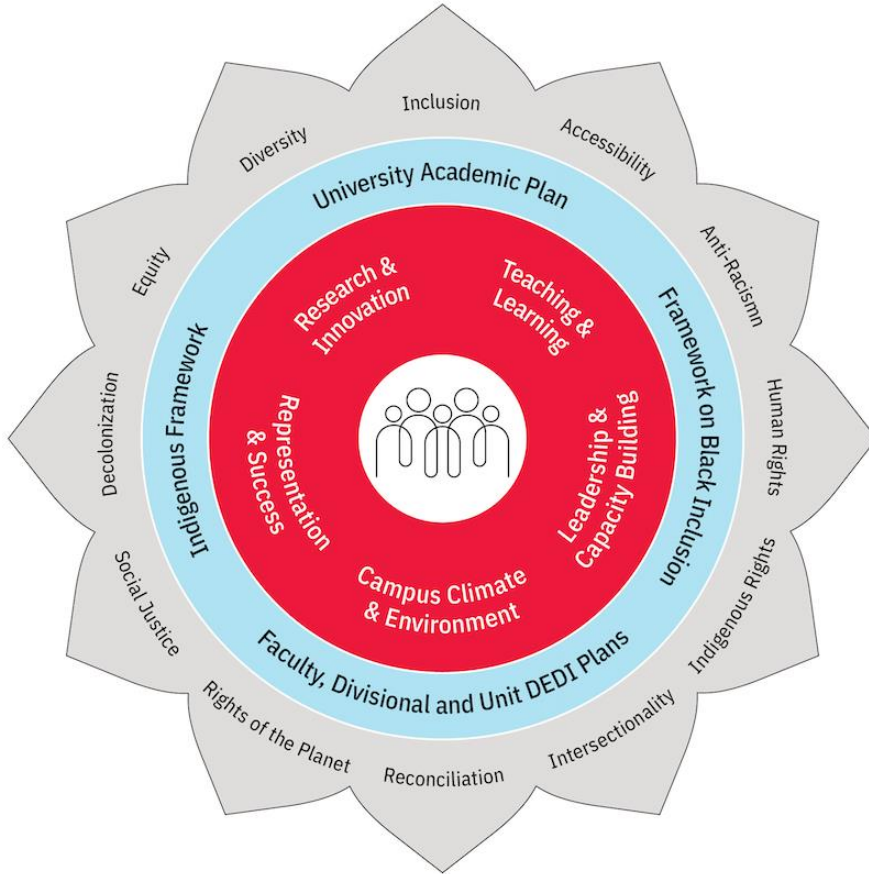 Inclusion
Accessibility
Anti-Racismn
Human Rights
Indigenous Rights
Intersectionality
Reconciliation
Rights of the Planet
Social Justice
Decolonization
Equity
Diversity
University Academic Plan
Framework on Black Inclusion
Faculty, Divisional and Unit DEDI Plans
Indigenous Framework
Research &
Innovation
Teaching &
Learning
Leadership &
Capacity Building
Campus Climate
& Environment
Representation
& Success